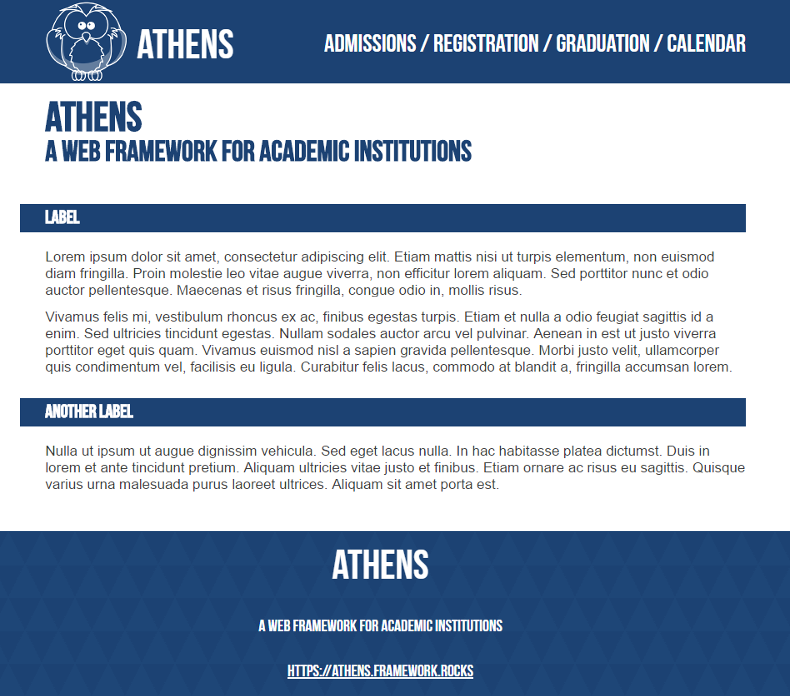 ATHENS
ADMISSIONS / REGISTRATION / GRADUATION / CALENDAR
ATHENS
A WEB FRAMEWORK FOR ACADEMIC INSTITUTIONS
LABEL
Lorem ipsum dolor sit amet, consectetur adipiscing elit. Etiam mattis nisi ut turpis elementum, non euismod
diam fringilla. Proin molestie leo vitae augue viverra, non efficitur lorem aliquam. Sed porttitor nunc et odio
auctor pellentesque. Maecenas et risus fringilla, congue odio in, mollis risus.
Vivamus felis mi, vestibulum rhoncus ex ac, finibus egestas turpis. Etiam et nulla a odio feugiat sagittis id a
enim. Sed ultricies tincidunt egestas. Nullam sodales auctor arcu vel pulvinar. Aenean in est ut justo viverra
porttitor eget quis quam. Vivamus euismod nisl a sapien gravida pellentesque. Morbi justo velit, ullamcorper
quis condimentum vel, facilisis eu ligula. Curabitur felis lacus, commodo at blandit a, fringilla accumsan lorem.
ANOTHER LABEL
Nulla ut ipsum ut augue dignissim vehicula. Sed eget lacus nulla. In hac habitasse platea dictumst. Duis in
lorem et ante tincidunt pretium. Aliquam ultricies vitae justo et finibus. Etiam ornare ac risus eu sagittis. Quisque
varius urna malesuada purus laoreet ultrices. Aliquam sit amet porta est.
ATHENS
A WEB FRAMEWORK FOR ACADEMIC INSTITUTIONS
HTTPS://ATHENS.FRAMEWORK.ROCKS